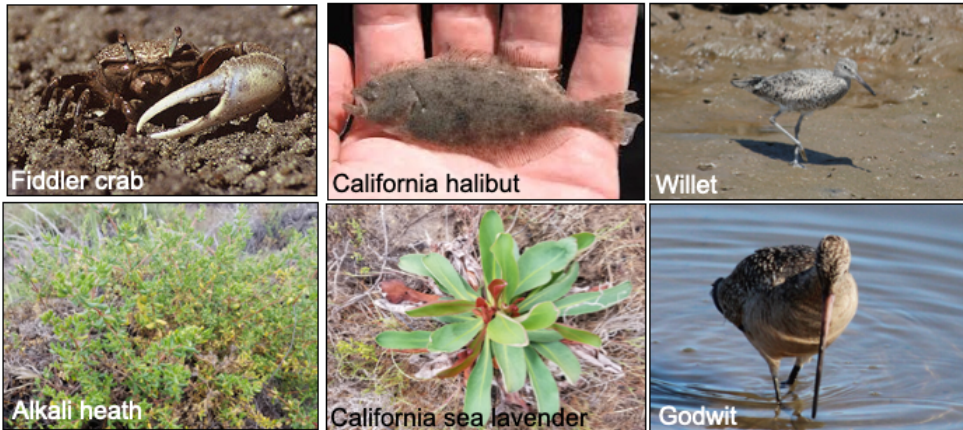 Fiddler crab
California halibut
Willet
Alkali heath
California sea lavender
Godwit